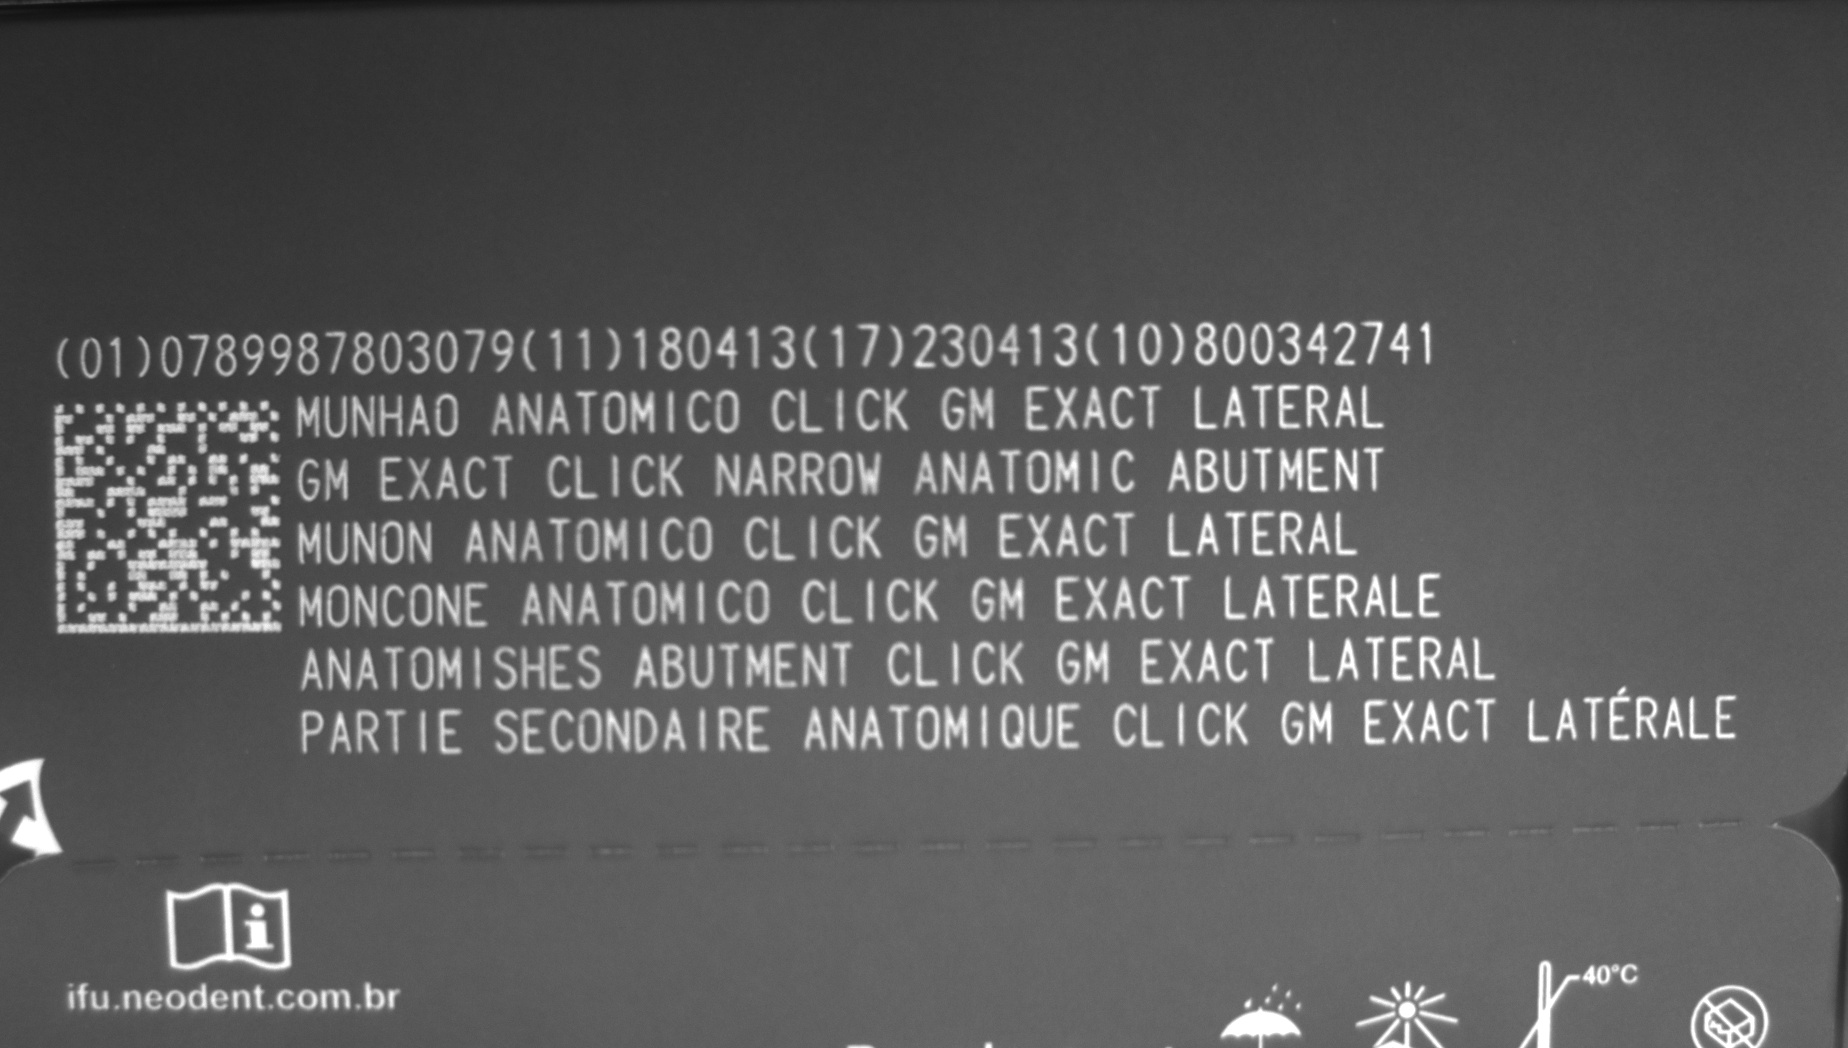 (01)0789987803079(11)180413(17)230413(10)800342741
MUNHAO ANATOMICO CLICK GM EXACT LATERAL
GM EXACT CLICK NARROW ANATOMIC ABUTMENT
MUNON ANATOMICO CLICK GM EXACT LATERAL
MONCONE ANATOMICO CLICK GM EXACT LATERALE
ANATOMISHES ABUTMENT CLICK GM EXACT LATERAL
PARTIE SECONDAIRE ANATOMIQUE CLICK GM EXACT LATÉRALE
ifu.neodent.com.br
40°C